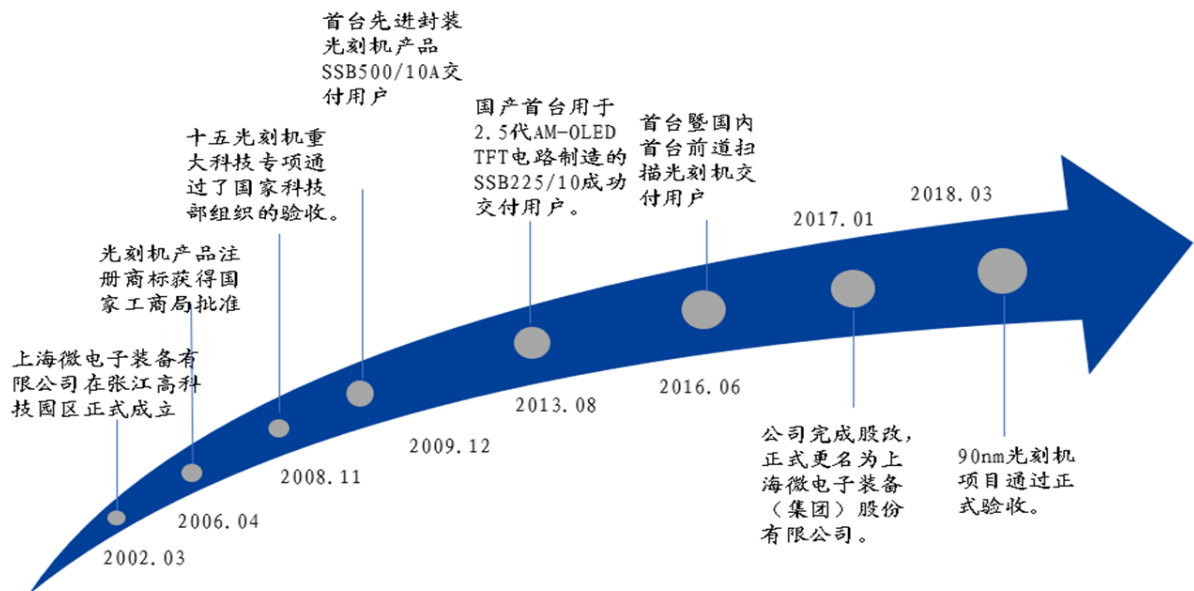 上海微电子装备有
限公司在张江高科
技园区正式成立
2002.03
光刻机产品注
册商标获得国
家工商局批准
2006.04
十五光刻机重
大科技专项通
过了国家科技
部组织的验收。
2008.11
首台先进封装
光刻机产品
SSB500/10A交
付用户
2009.12
国产首台用于
2.5代AM-OLED
TFT电路制造的
SSB225/10成功
交付用户。
2013.08
首台暨国内
首台前道扫
描光刻机交
付用户
2016.06
2017.01
公司完成股改，
正式更名为上
海微电子装备
（集团）股份
有限公司。
2018.03
90nm光刻机
项目通过正
式验收。